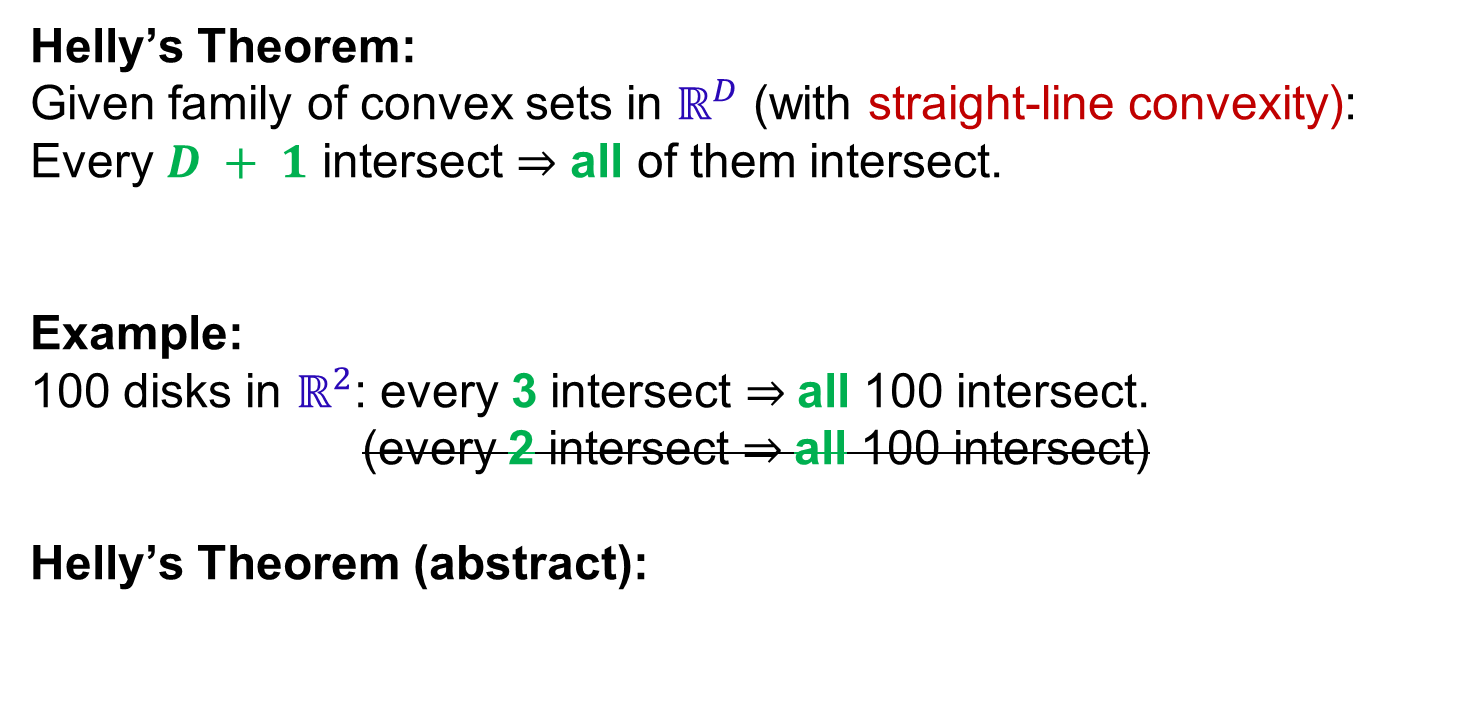 Helly’s Theorem:
Given family of convex sets in ℝᴰ (with straight-line convexity):
Every D + 1 intersect ⇒ all of them intersect.
Example:
100 disks in ℝ²: every 3 intersect ⇒ all 100 intersect.
(every 2 intersect ⇒ all 100 intersect)
Helly’s Theorem (abstract):